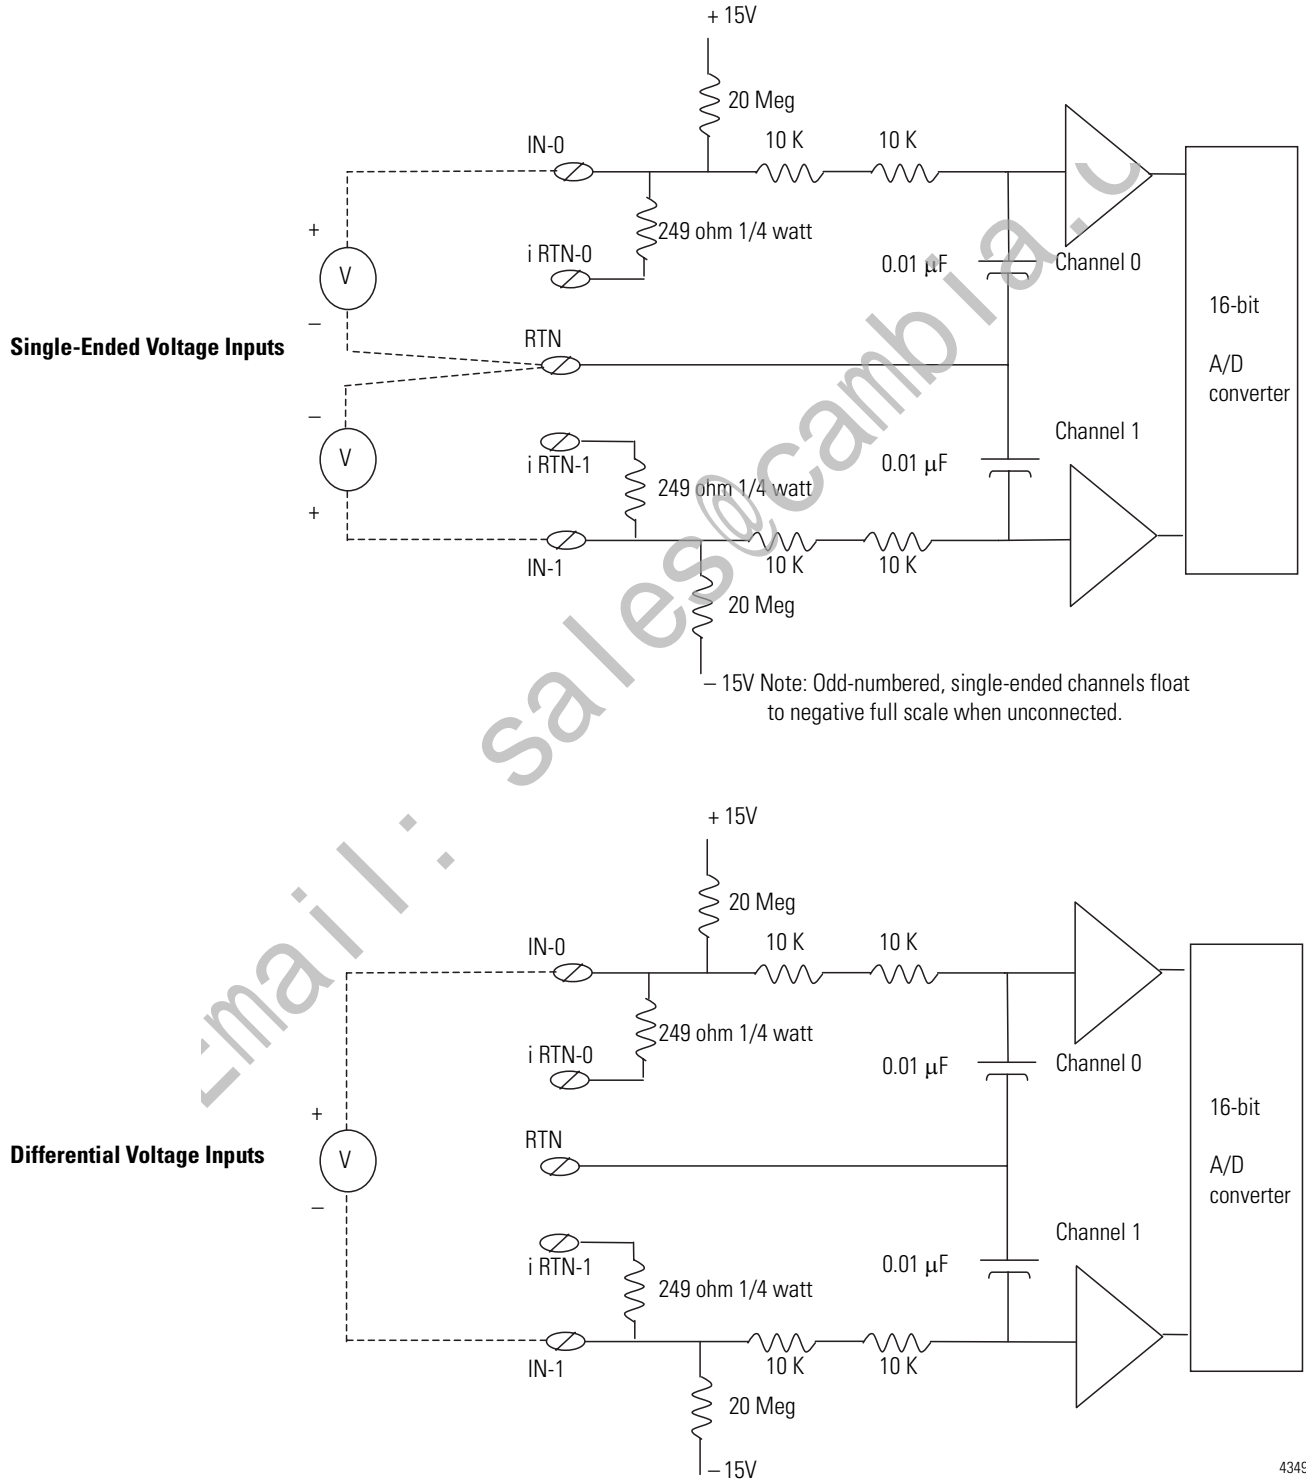 + 15V
20 Meg
10 K
10 K
IN-0
249 ohm 1/4 watt
+
i RTN-0
0.01 μF
Channel 0
V
16-bit
–
RTN
Single-Ended Voltage Inputs
A/D
converter
–
Channel 1
V
i RTN-1
0.01 μF
249 ohm 1/4 watt
+
IN-1
10 K
10 K
20 Meg
– 15V Note: Odd-numbered, single-ended channels float
to negative full scale when unconnected.
+ 15V
20 Meg
10 K
10 K
IN-0
249 ohm 1/4 watt
i RTN-0
0.01 μF
Channel 0
+
16-bit
RTN
Differential Voltage Inputs
V
A/D
converter
–
Channel 1
i RTN-1
0.01 μF
249 ohm 1/4 watt
IN-1
10 K
10 K
20 Meg
– 15V
4349
Email: sales@cambia.c